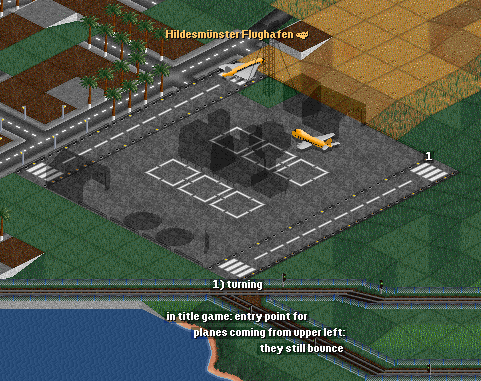 Hildesmünster Flughafen
1
1) turning
in title game: entry point for
planes coming from upper left:
they still bounce